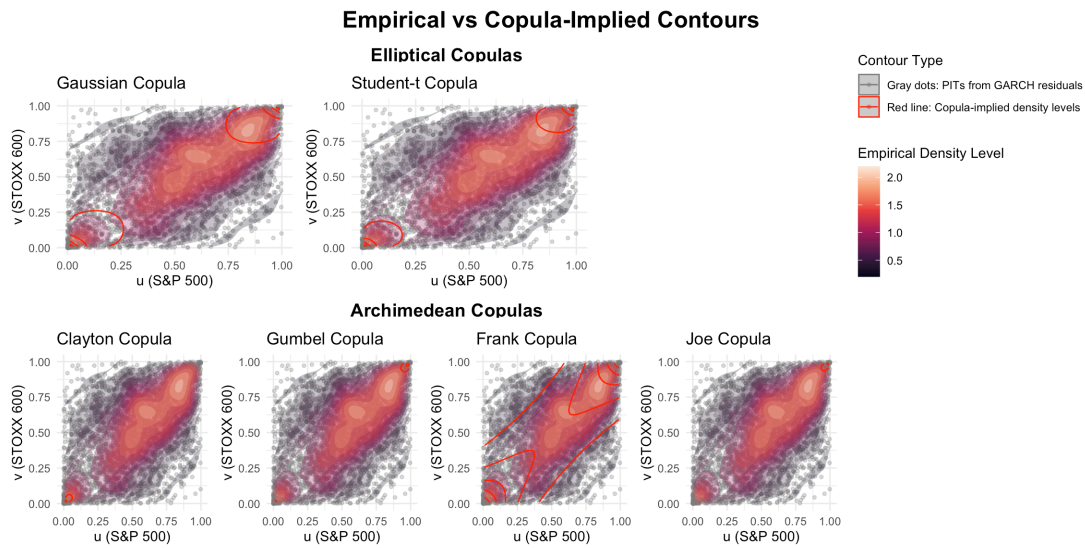 Empirical vs Copula-Implied Contours
Elliptical Copulas
Gaussian Copula
1.00
0.75
0.50
0.25
0.00
v (STOXX 600)
0.00 0.25 0.50 0.75 1.00
u (S&P 500)
Student-t Copula
1.00
0.75
0.50
0.25
0.00
v (STOXX 600)
0.00 0.25 0.50 0.75 1.00
u (S&P 500)
Contour Type
Gray dots: PITs from GARCH residuals
Red line: Copula-implied density levels
Empirical Density Level
2.0
1.5
1.0
0.5
Archimedean Copulas
Clayton Copula
1.00
0.75
0.50
0.25
0.00
v (STOXX 600)
0.00 0.25 0.50 0.75 1.00
u (S&P 500)
Gumbel Copula
1.00
0.75
0.50
0.25
0.00
v (STOXX 600)
0.00 0.25 0.50 0.75 1.00
u (S&P 500)
Frank Copula
1.00
0.75
0.50
0.25
0.00
v (STOXX 600)
0.00 0.25 0.50 0.75 1.00
u (S&P 500)
Joe Copula
1.00
0.75
0.50
0.25
0.00
v (STOXX 600)
0.00 0.25 0.50 0.75 1.00
u (S&P 500)